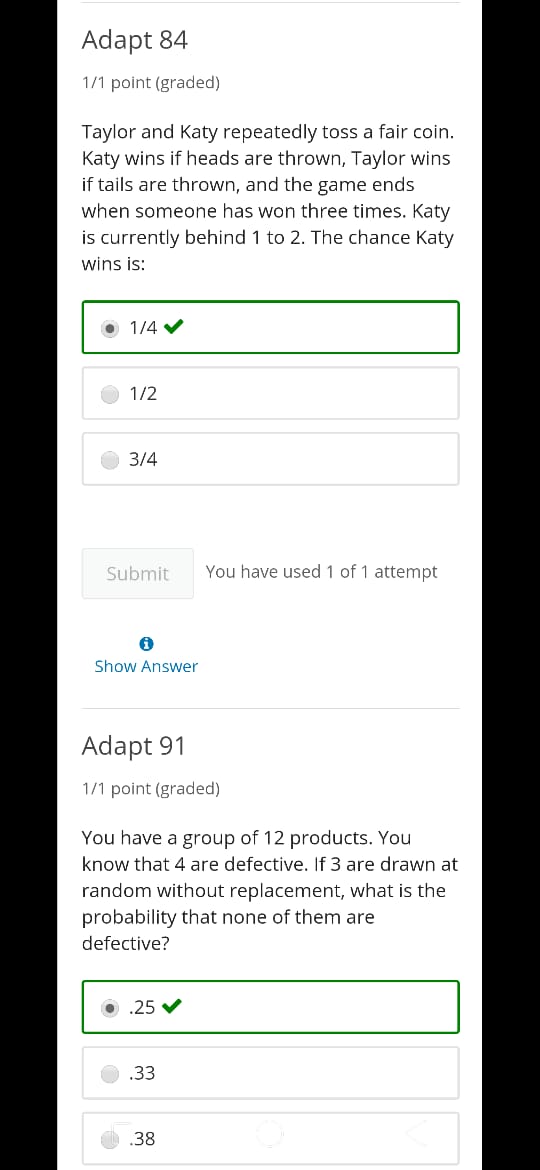 Adapt 84
1/1 point (graded)
Taylor and Katy repeatedly toss a fair coin.
Katy wins if heads are thrown, Taylor wins
if tails are thrown, and the game ends
when someone has won three times. Katy
is currently behind 1 to 2. The chance Katy
wins is:
1/4
1/2
3/4
Submit You have used 1 of 1 attempt
Show Answer
Adapt 91
1/1 point (graded)
You have a group of 12 products. You
know that 4 are defective. If 3 are drawn at
random without replacement, what is the
probability that none of them are
defective?
.25
.33
.38